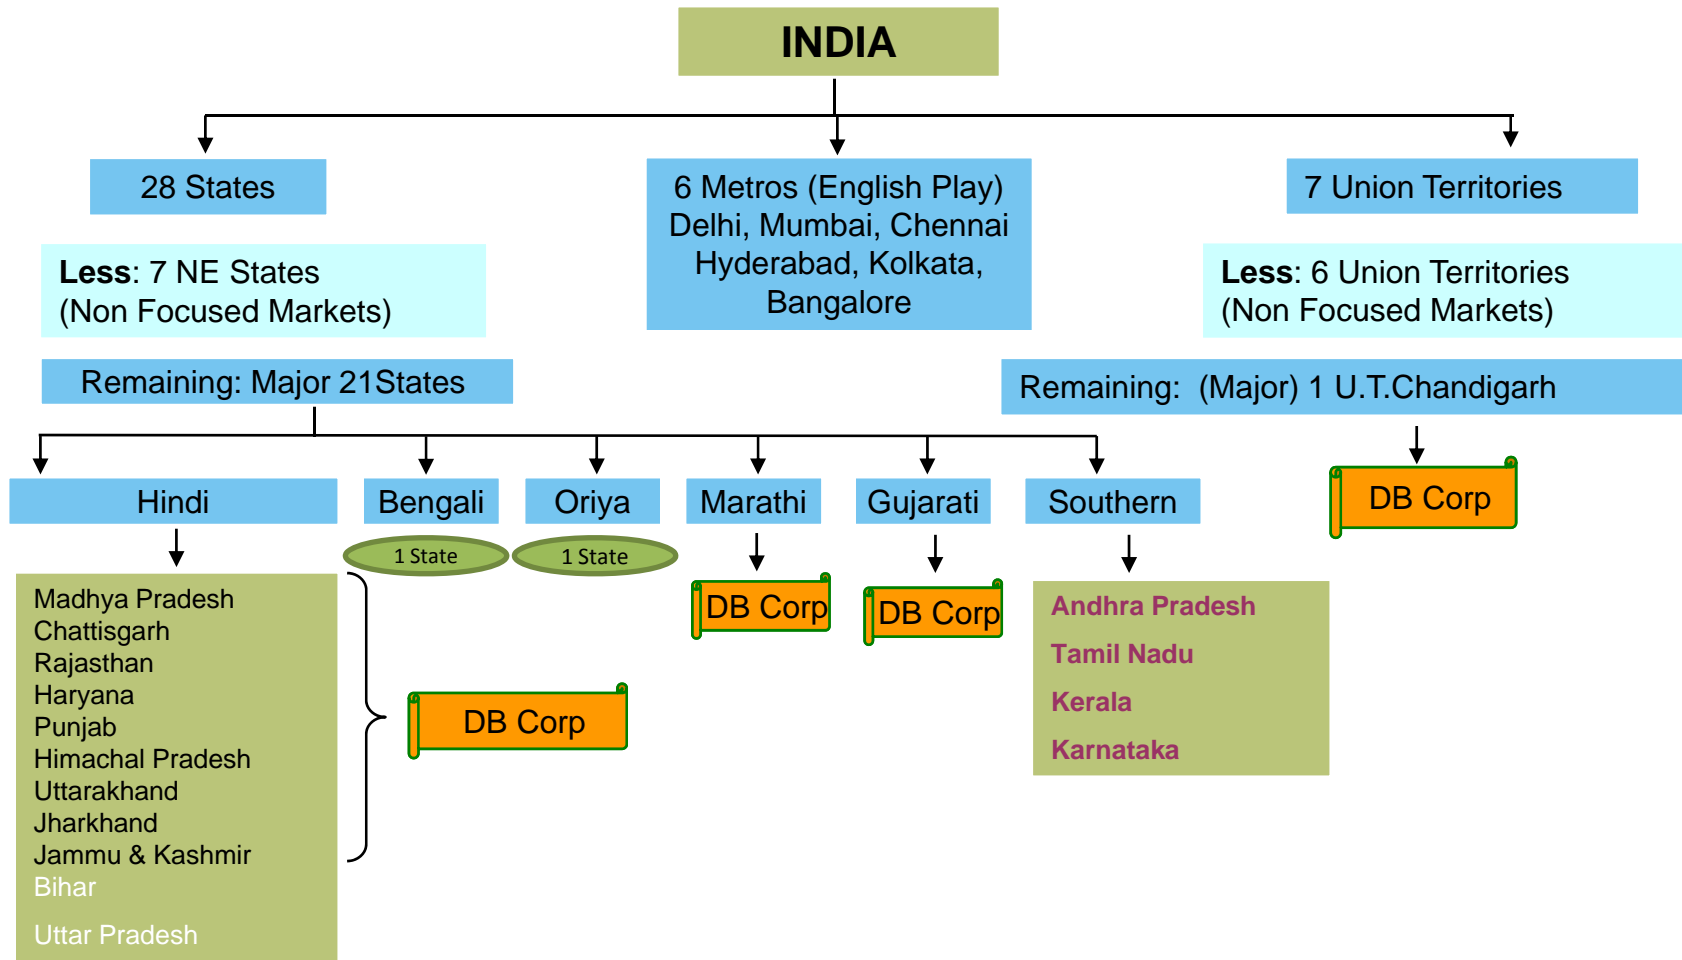 INDIA
28 States
6 Metros (English Play)
Delhi, Mumbai, Chennai
Hyderabad, Kolkata,
Bangalore
7 Union Territories
Less: 7 NE States
(Non Focused Markets)
Less: 6 Union Territories
(Non Focused Markets)
Remaining: Major 21States
Remaining: (Major) 1 U.T.Chandigarh
DB Corp
Hindi
Bengali
Oriya
Marathi
Gujarati
Southern
1 State
1 State
DB Corp
DB Corp
Madhya Pradesh
Chattisgarh
Rajasthan
Haryana
Punjab
Himachal Pradesh
Uttarakhand
Jharkhand
Jammu & Kashmir
Bihar
Uttar Pradesh
DB Corp
Andhra Pradesh
Tamil Nadu
Kerala
Karnataka